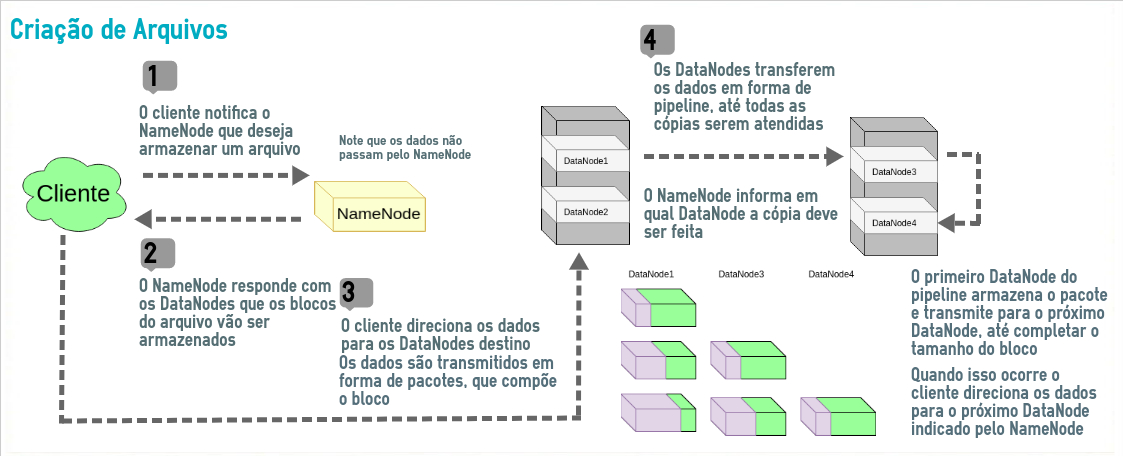 Criação de Arquivos
1
O cliente notifica o
NameNode que deseja
armazenar um arquivo
Note que os dados não
passam pelo NameNode
Cliente
NameNode
2
O NameNode responde com
os DataNodes que os blocos
do arquivo vão ser
armazenados
3
O cliente direciona os dados
para os DataNodes destino
Os dados são transmitidos em
forma de pacotes, que compõe
o bloco
4
Os DataNodes transferem
os dados em forma de
pipeline, até todas as
cópias serem atendidas
DataNode1
DataNode2
O NameNode informa em
qual DataNode a cópia deve
ser feita
DataNode3
DataNode4
DataNode1
DataNode3
DataNode4
O primeiro DataNode do
pipeline armazena o pacote
e transmite para o próximo
DataNode, até completar o
tamanho do bloco
Quando isso ocorre o
cliente direciona os dados
para o próximo DataNode
indicado pelo NameNode